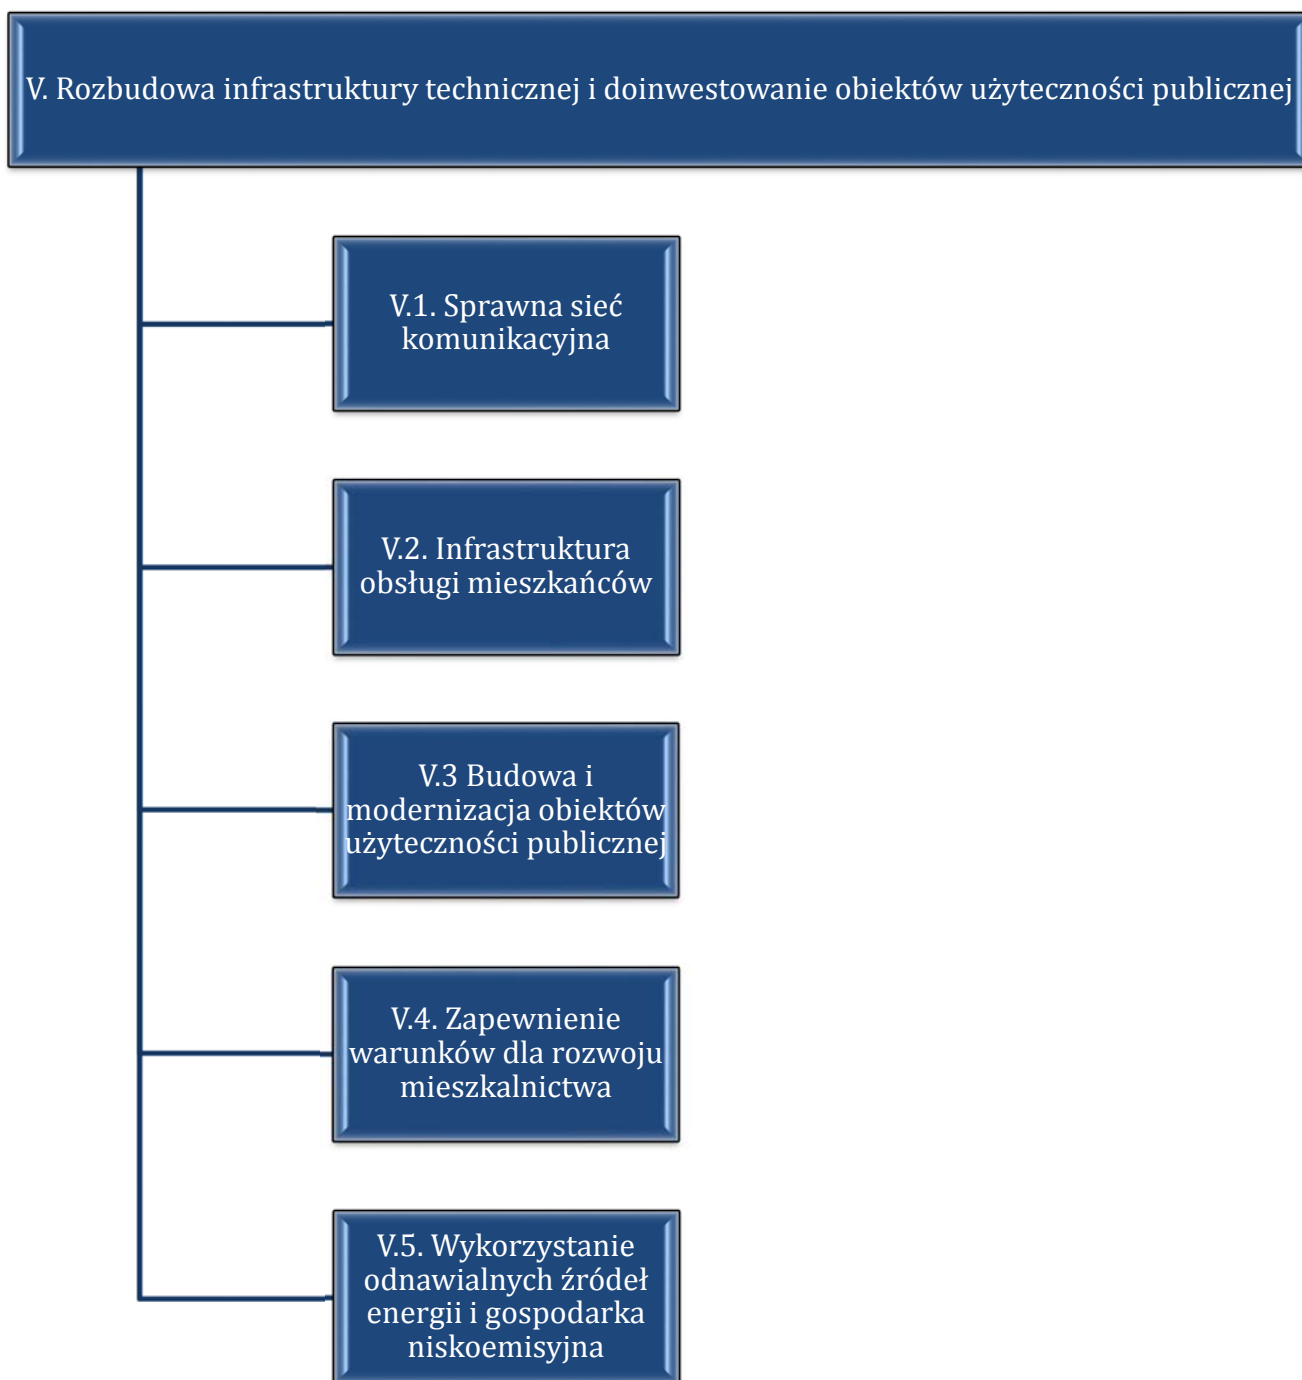 V. Rozbudowa infrastruktury technicznej i doinwestowanie obiektów użyteczności publicznej
V.1. Sprawna sieć
komunikacyjna
V.2. Infrastruktura
obsługi mieszkańców
V.3 Budowa i
modernizacja obiektów
użyteczności publicznej
V.4. Zapewnienie
warunków dla rozwoju
mieszkalnictwa
V.5. Wykorzystanie
odnawialnych źródeł
energii i gospodarka
niskoemisyjna